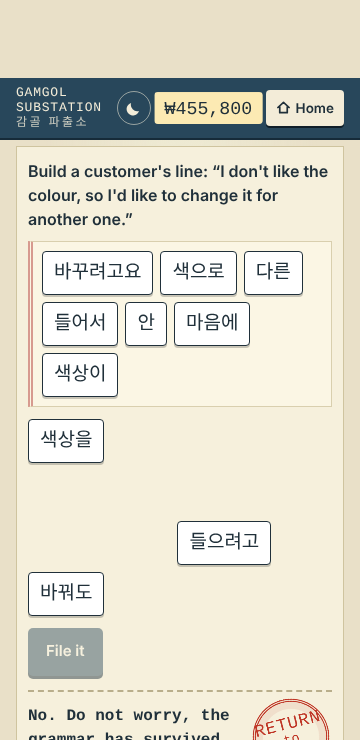 GAMGOL
SUBSTATION
감골 파출소
₩455,800
Home
Build a customer's line: “I don't like the
colour, so I'd like to change it for
another one.”
바꾸려고요 색으로 다른
들어서 안 마음에
색상이
색상을
들으려고
바꿔도
File it
No. Do not worry, the
grammar has survived
RETURN
to